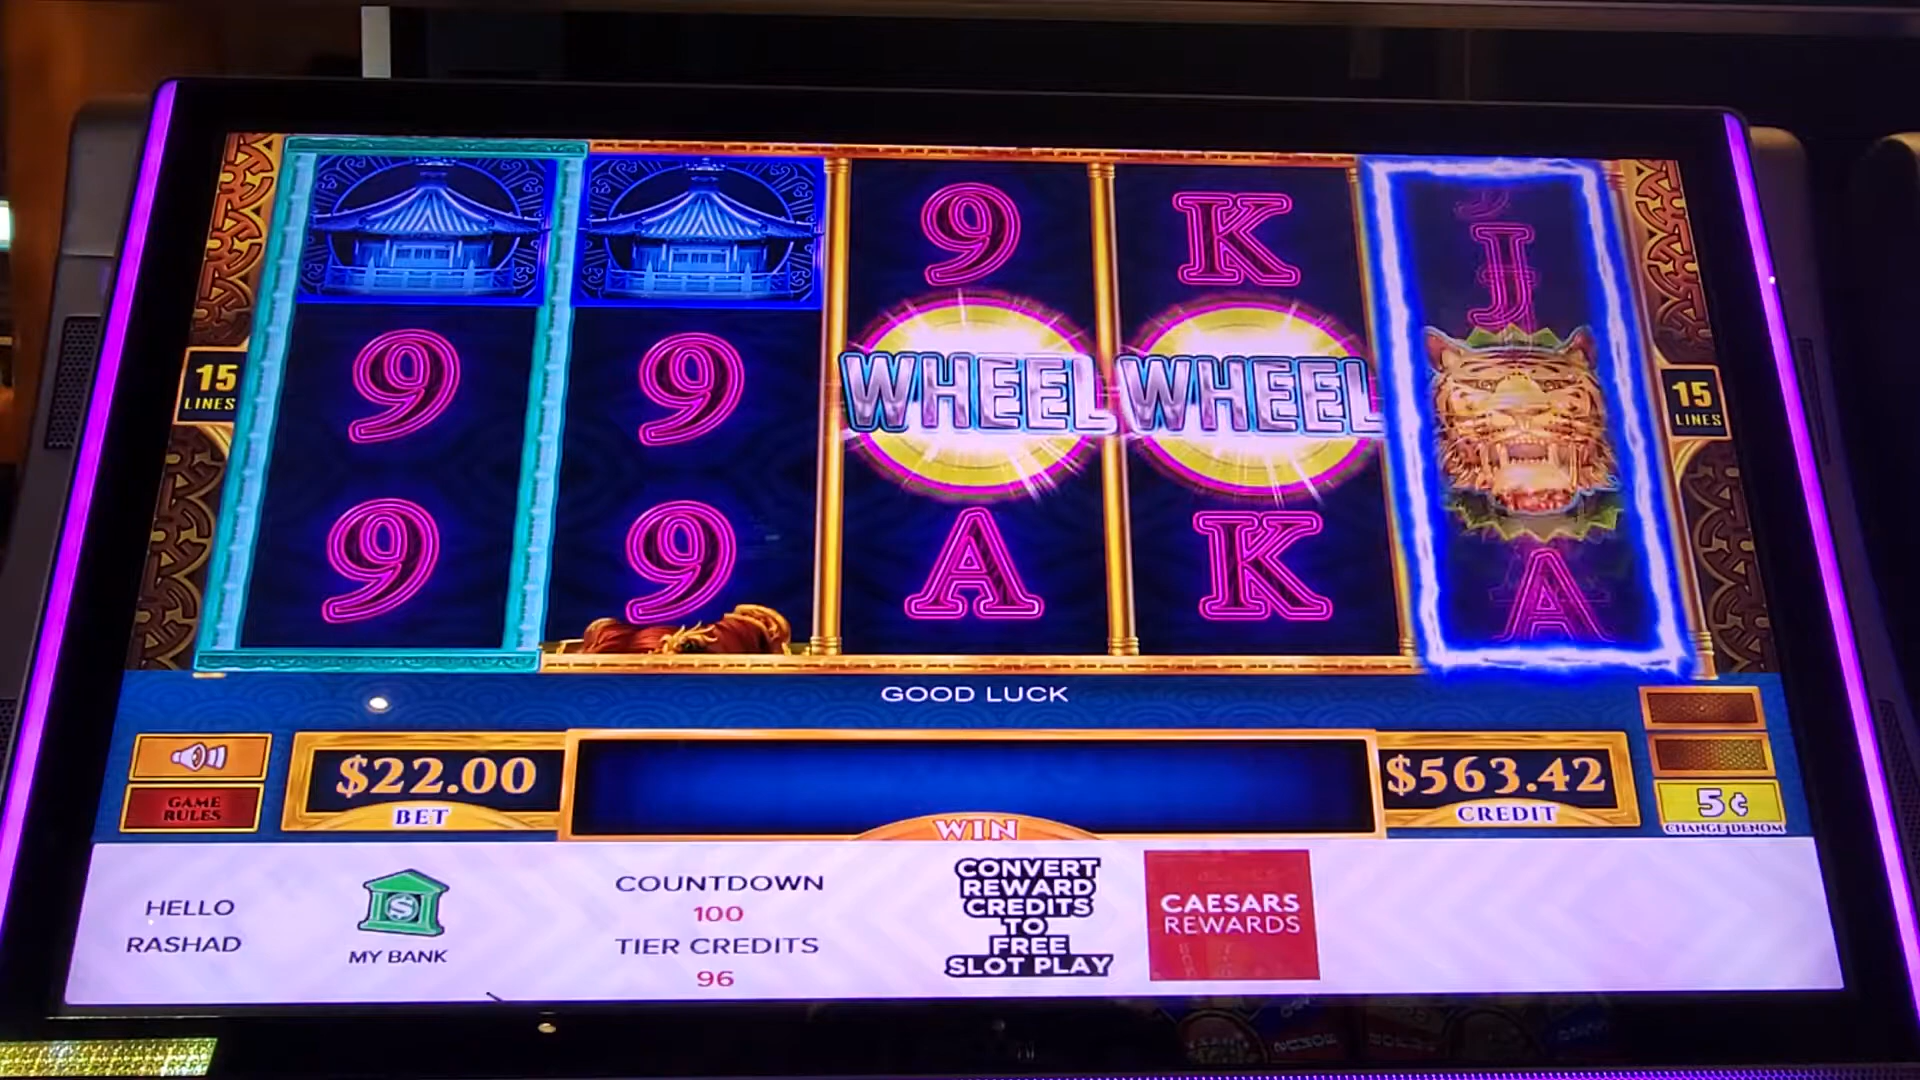 9
K
J
15
LINES
9
9
WHEEL
WHEEL
15
LINES
9
9
A
K
A
GOOD LUCK
GAME
RULES
$22.00
BET
WIN
$563.42
CREDIT
5¢
CHANGE DENOM
HELLO
RASHAD
$
MY BANK
COUNTDOWN
100
TIER CREDITS
96
CONVERT
REWARD
CREDITS
TO
FREE
SLOT PLAY
CAESARS
REWARDS